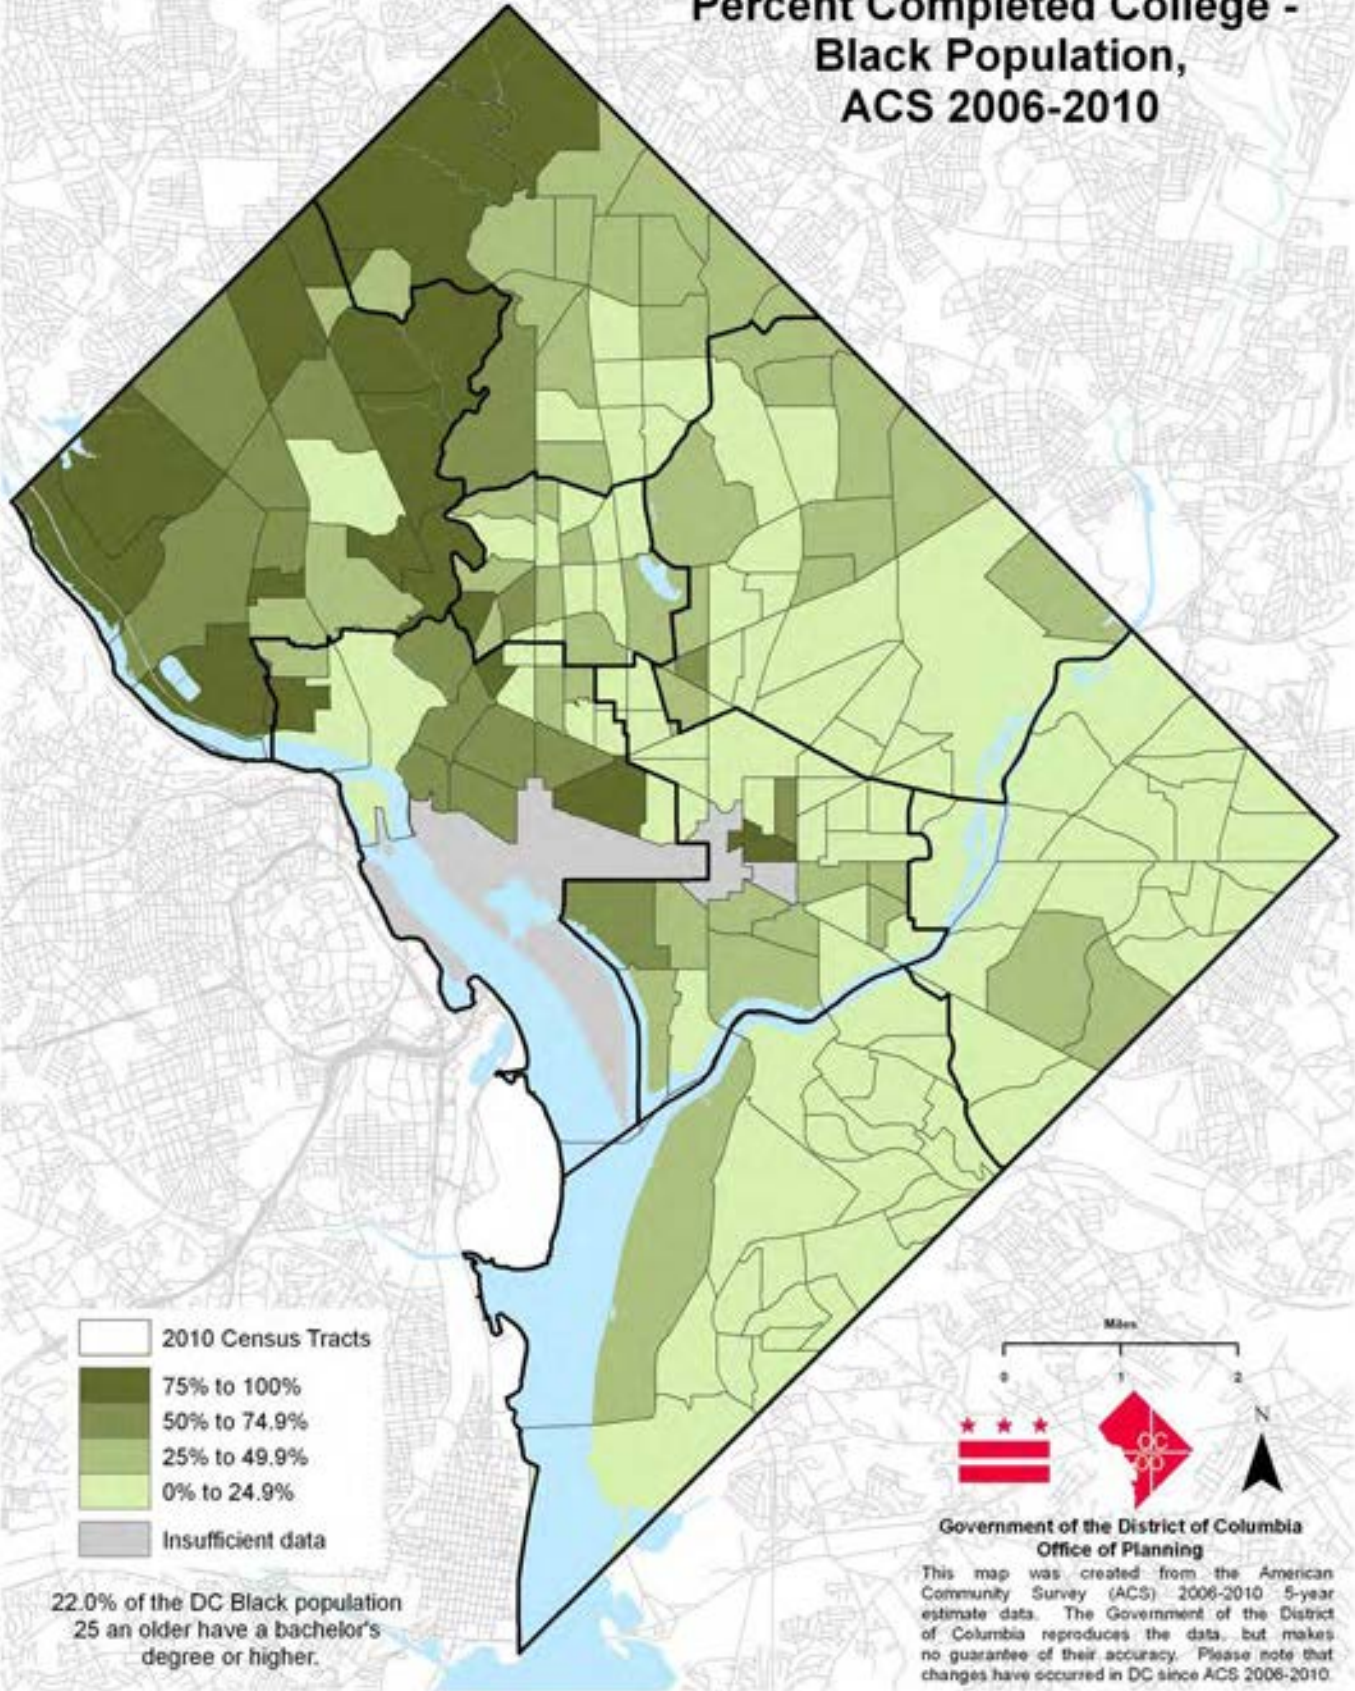 Percent Completed College -
Black Population,
ACS 2006-2010
2010 Census Tracts
75% to 100%
50% to 74.9%
25% to 49.9%
0% to 24.9%
Insufficient data
22.0% of the DC Black population
25 an older have a bachelor's
degree or higher.
Miles
0 1 2
N
DC
OP
Government of the District of Columbia
Office of Planning
This map was created from the American
Community Survey (ACS) 2006-2010 5-year
estimate data. The Government of the District
of Columbia reproduces the data, but makes
no guarantee of their accuracy. Please note that
changes have occurred in DC since ACS 2006-2010.